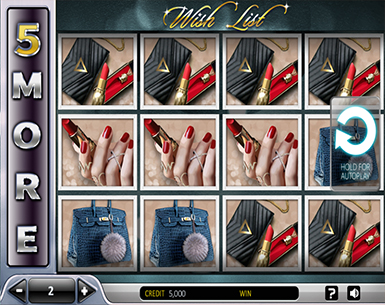 Wish List
5
M
O
R
E
HOLD FOR
AUTOPLAY
- 2 +
CREDIT 5,000 WIN
?